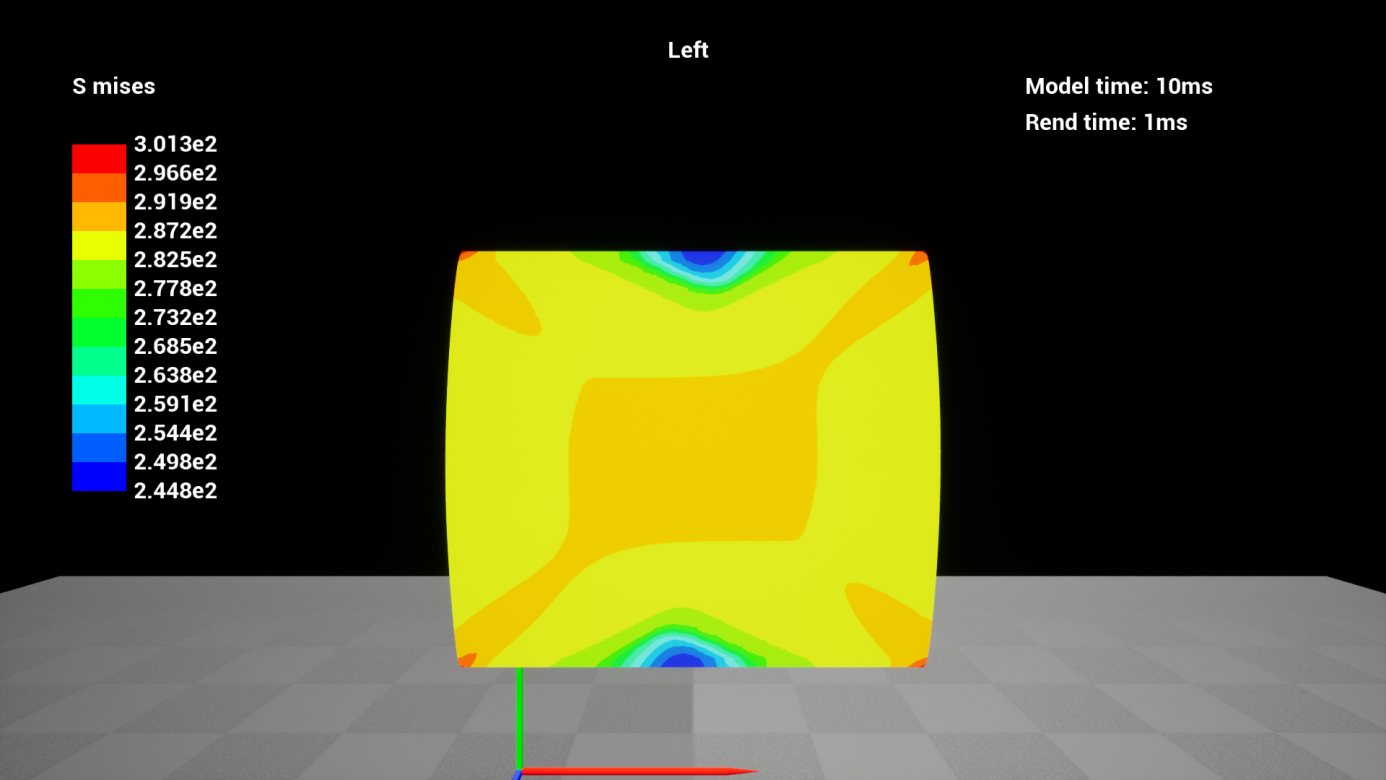 Left
S mises
Model time: 10ms
Rend time: 1ms
3.013e2
2.966e2
2.919e2
2.872e2
2.825e2
2.778e2
2.732e2
2.685e2
2.638e2
2.591e2
2.544e2
2.498e2
2.448e2